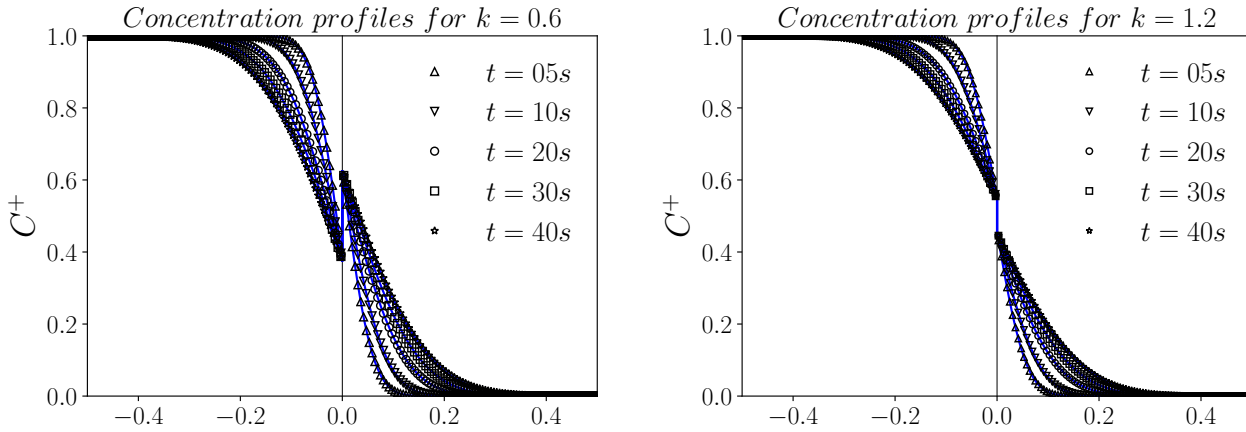 Concentration profiles for k = 0.6
1.0
0.8
0.6
0.4
0.2
0.0
C+
t = 05s
t = 10s
t = 20s
t = 30s
t = 40s
−0.4 −0.2 0.0 0.2 0.4
Concentration profiles for k = 1.2
1.0
0.8
0.6
0.4
0.2
0.0
C+
t = 05s
t = 10s
t = 20s
t = 30s
t = 40s
−0.4 −0.2 0.0 0.2 0.4